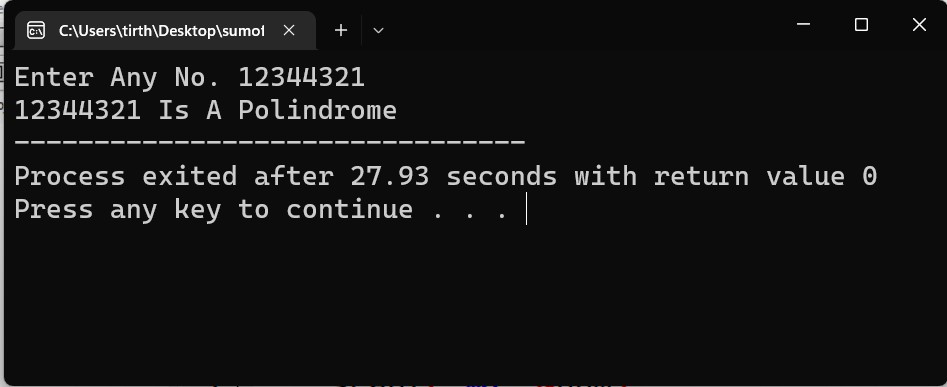 C:\Users\tirth\Desktop\sumof
Enter Any No. 12344321
12344321 Is A Polindrome
--------------------------------
Process exited after 27.93 seconds with return value 0
Press any key to continue . . .